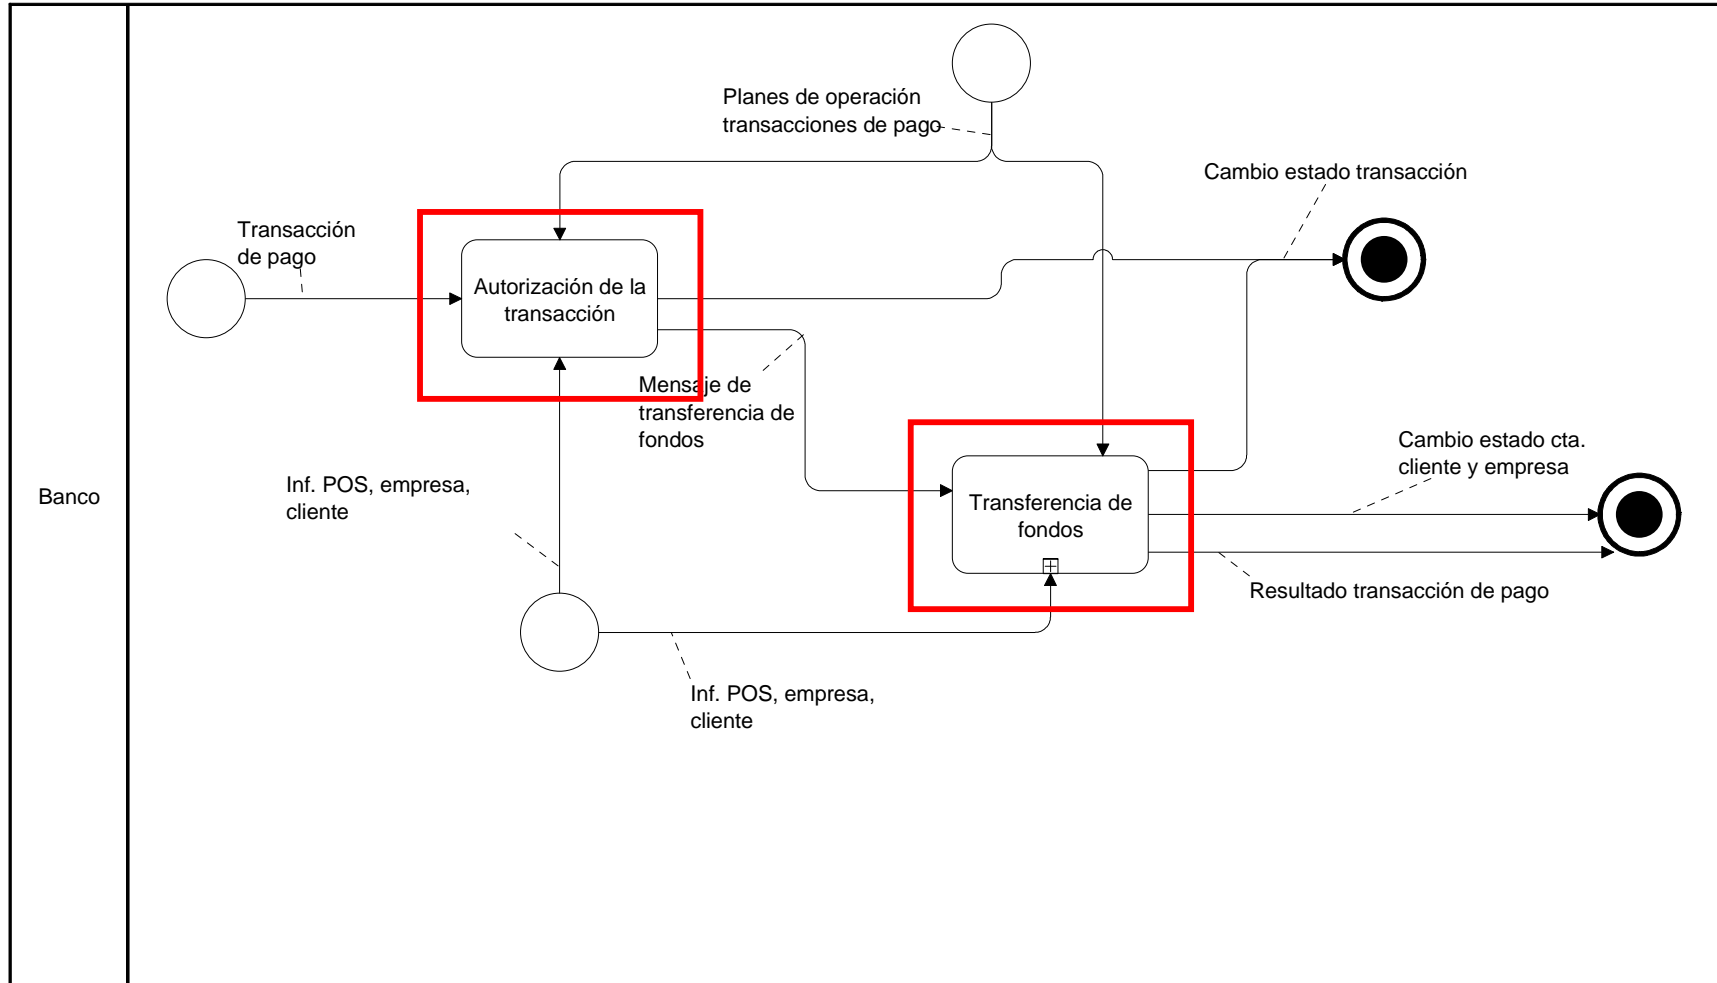 Planes de operación
transacciones de pago
Cambio estado transacción
Transacción
de pago
Autorización de la
transacción
Mensaje de
transferencia de
fondos
Cambio estado cta.
cliente y empresa
Inf. POS, empresa,
cliente
Banco
Transferencia de
fondos
Resultado transacción de pago
Inf. POS, empresa,
cliente